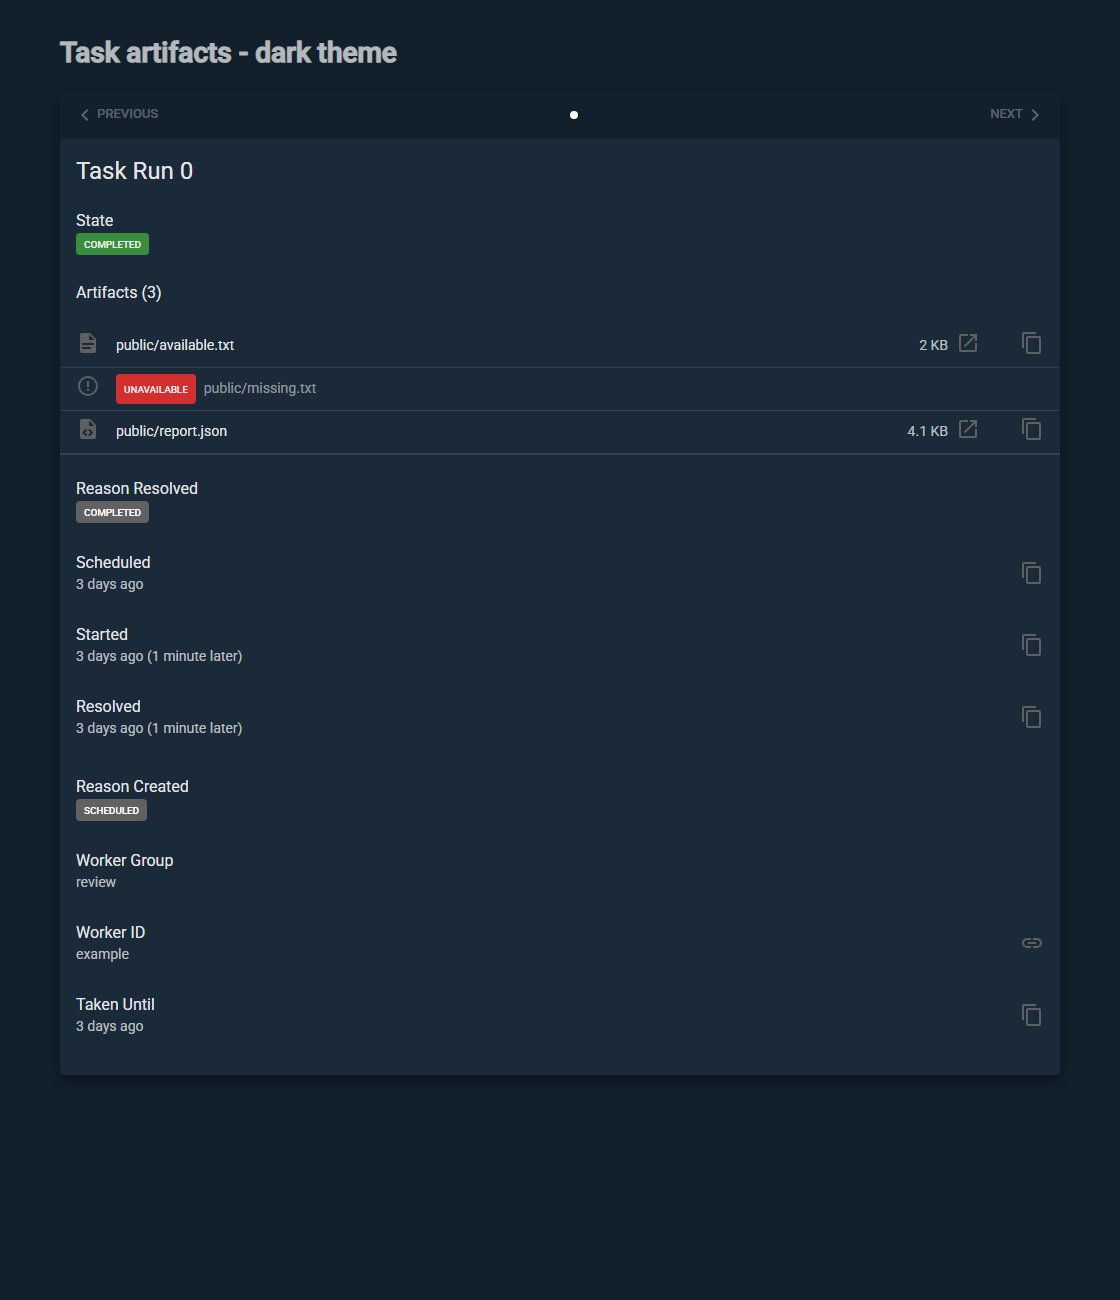 Task artifacts - dark theme
PREVIOUS
NEXT
Task Run 0
State
COMPLETED
Artifacts (3)
public/available.txt 2 KB
UNAVAILABLE public/missing.txt
public/report.json 4.1 KB
Reason Resolved
COMPLETED
Scheduled
3 days ago
Started
3 days ago (1 minute later)
Resolved
3 days ago (1 minute later)
Reason Created
SCHEDULED
Worker Group
review
Worker ID
example
Taken Until
3 days ago